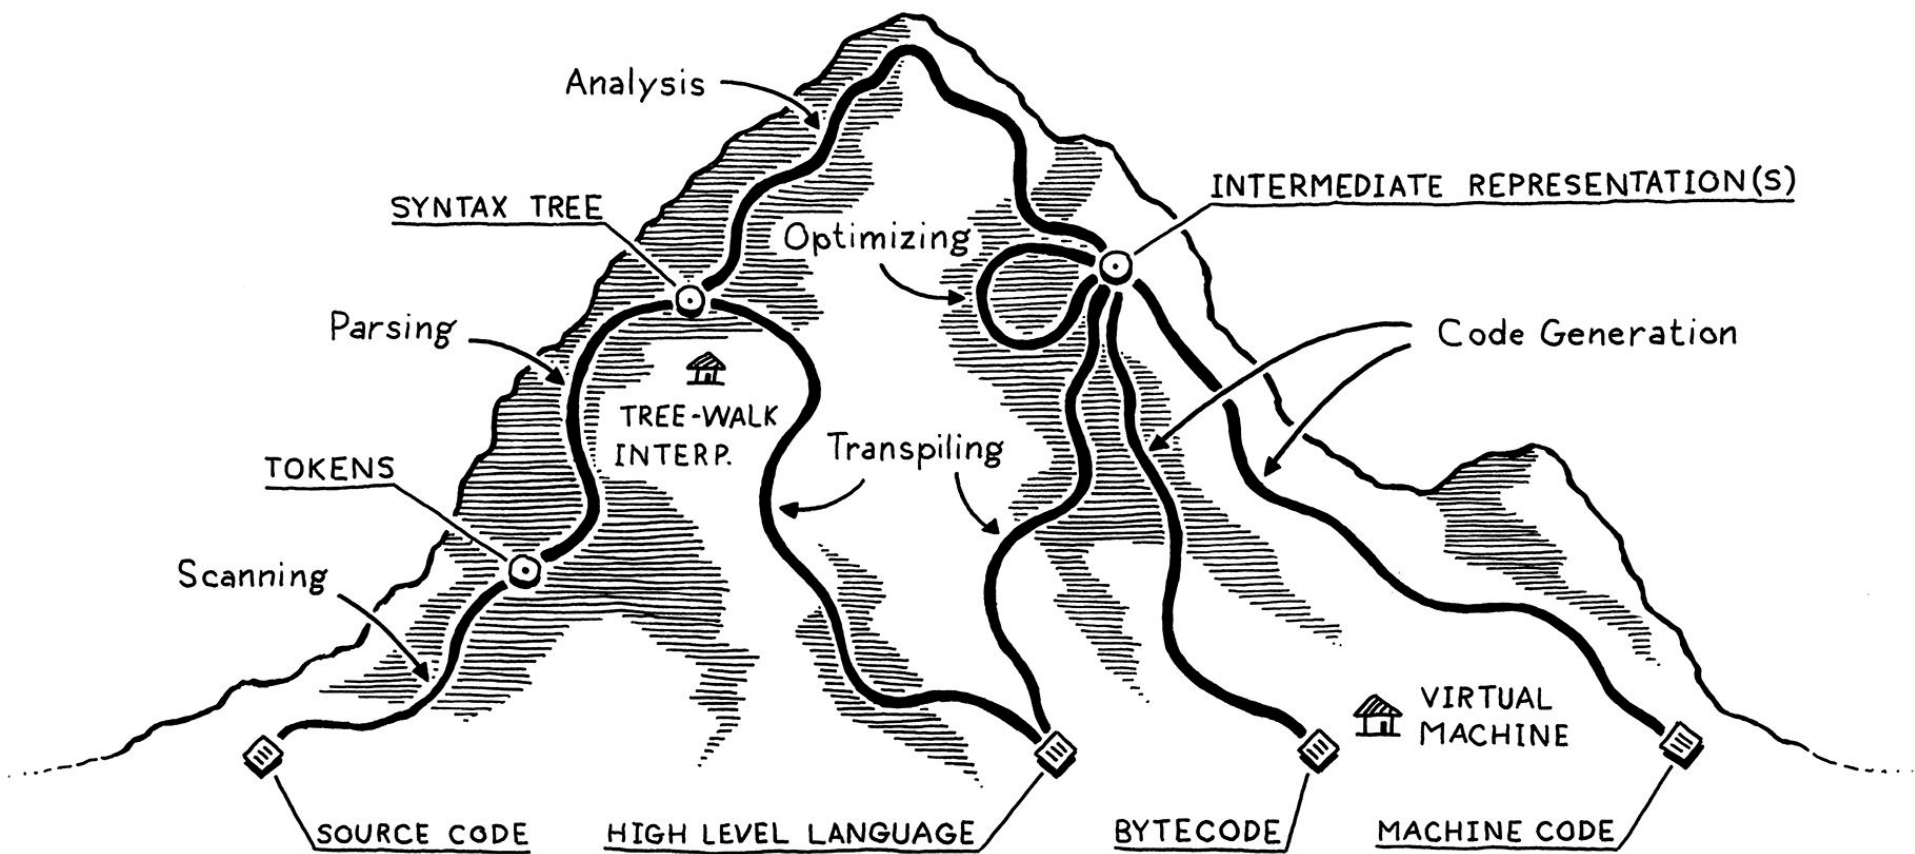 Analysis
INTERMEDIATE REPRESENTATION(S)
SYNTAX TREE
Optimizing
Parsing
Code Generation
TREE-WALK
INTERP.
Transpiling
TOKENS
Scanning
VIRTUAL
MACHINE
SOURCE CODE
HIGH LEVEL LANGUAGE
BYTECODE
MACHINE CODE